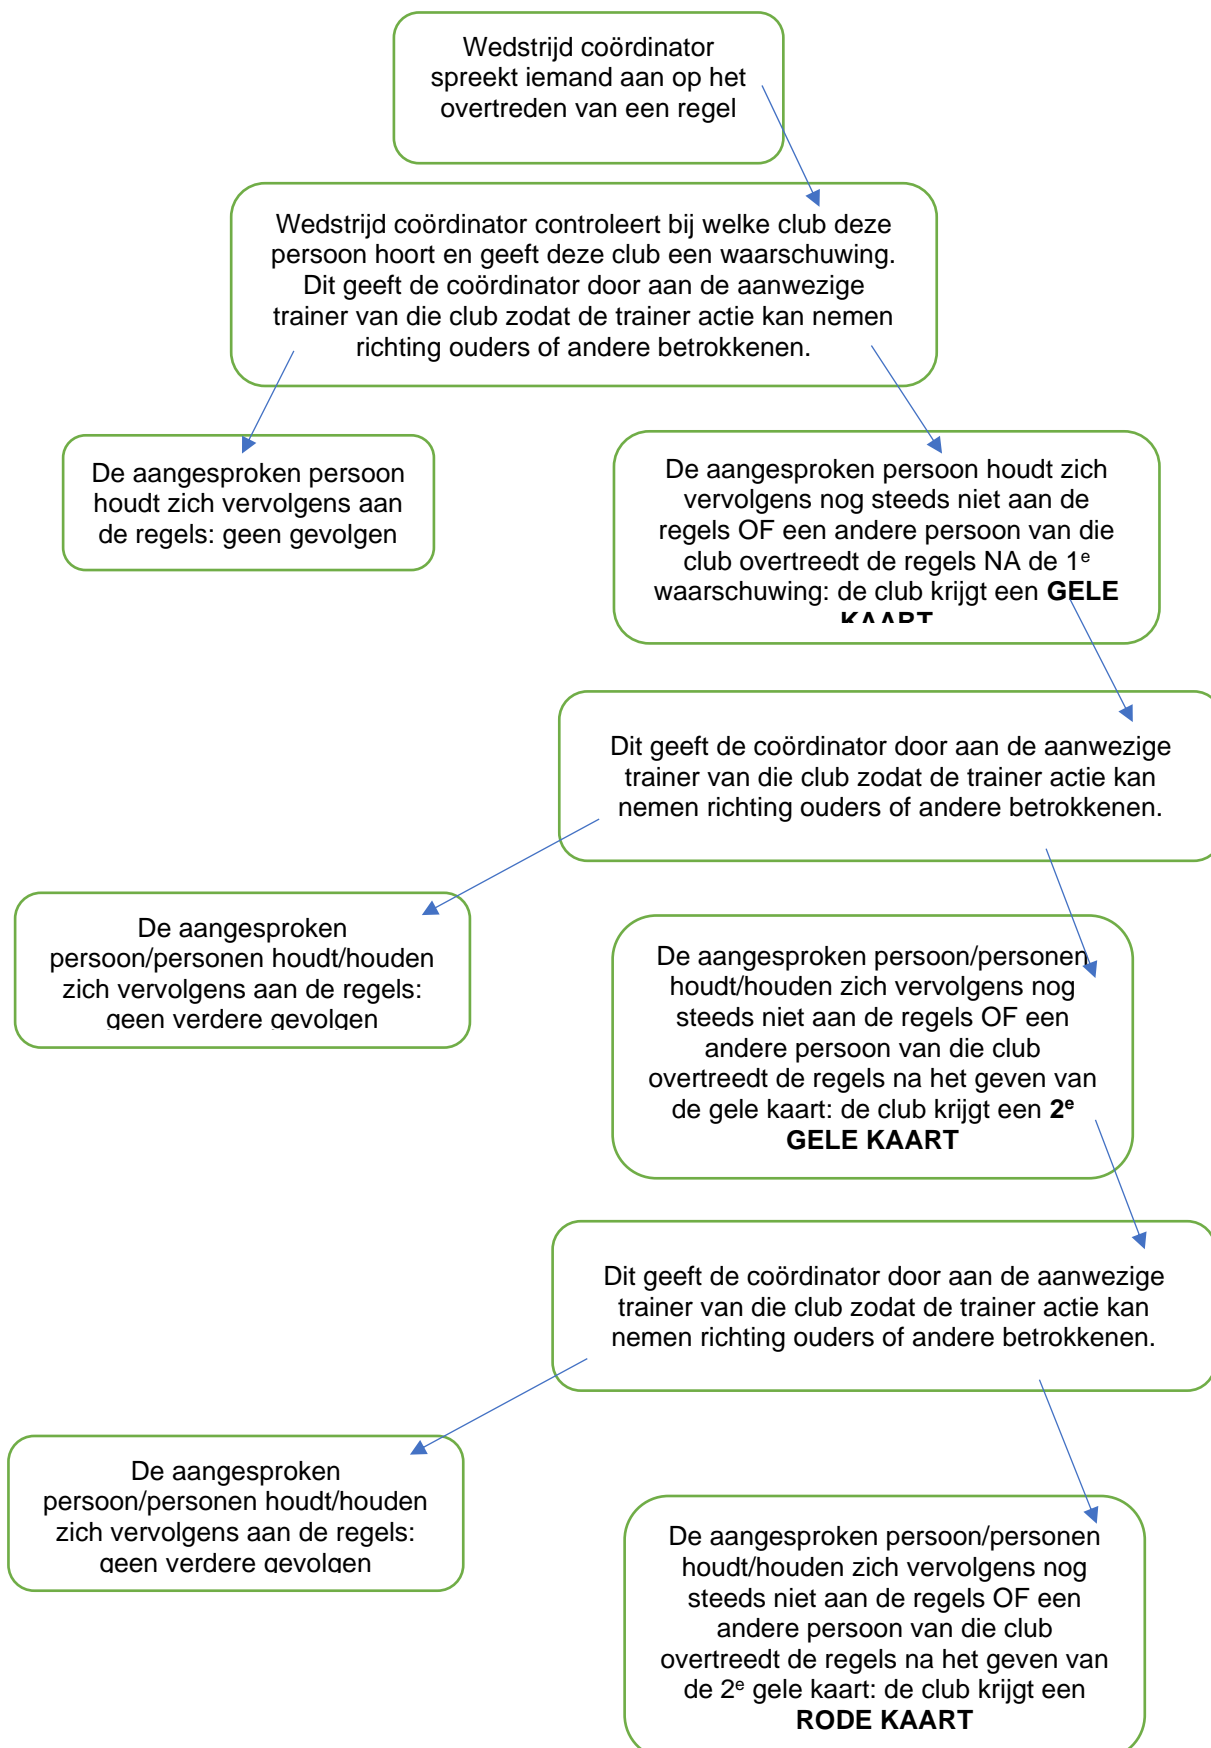 Wedstrijd coördinator
spreekt iemand aan op het
overtreden van een regel
Wedstrijd coördinator controleert bij welke club deze
persoon hoort en geeft deze club een waarschuwing.
Dit geeft de coördinator door aan de aanwezige
trainer van die club zodat de trainer actie kan nemen
richting ouders of andere betrokkenen.
De aangesproken persoon
houdt zich vervolgens aan
de regels: geen gevolgen
De aangesproken persoon houdt zich
vervolgens nog steeds niet aan de
regels OF een andere persoon van die
club overtreedt de regels NA de 1e
waarschuwing: de club krijgt een GELE
KAART
Dit geeft de coördinator door aan de aanwezige
trainer van die club zodat de trainer actie kan
nemen richting ouders of andere betrokkenen.
De aangesproken
persoon/personen houdt/houden
zich vervolgens aan de regels:
geen verdere gevolgen
De aangesproken persoon/personen
houdt/houden zich vervolgens nog
steeds niet aan de regels OF een
andere persoon van die club
overtreedt de regels na het geven van
de gele kaart: de club krijgt een 2e
GELE KAART
Dit geeft de coördinator door aan de aanwezige
trainer van die club zodat de trainer actie kan
nemen richting ouders of andere betrokkenen.
De aangesproken
persoon/personen houdt/houden
zich vervolgens aan de regels:
geen verdere gevolgen
De aangesproken persoon/personen
houdt/houden zich vervolgens nog
steeds niet aan de regels OF een
andere persoon van die club
overtreedt de regels na het geven van
de 2e gele kaart: de club krijgt een
RODE KAART